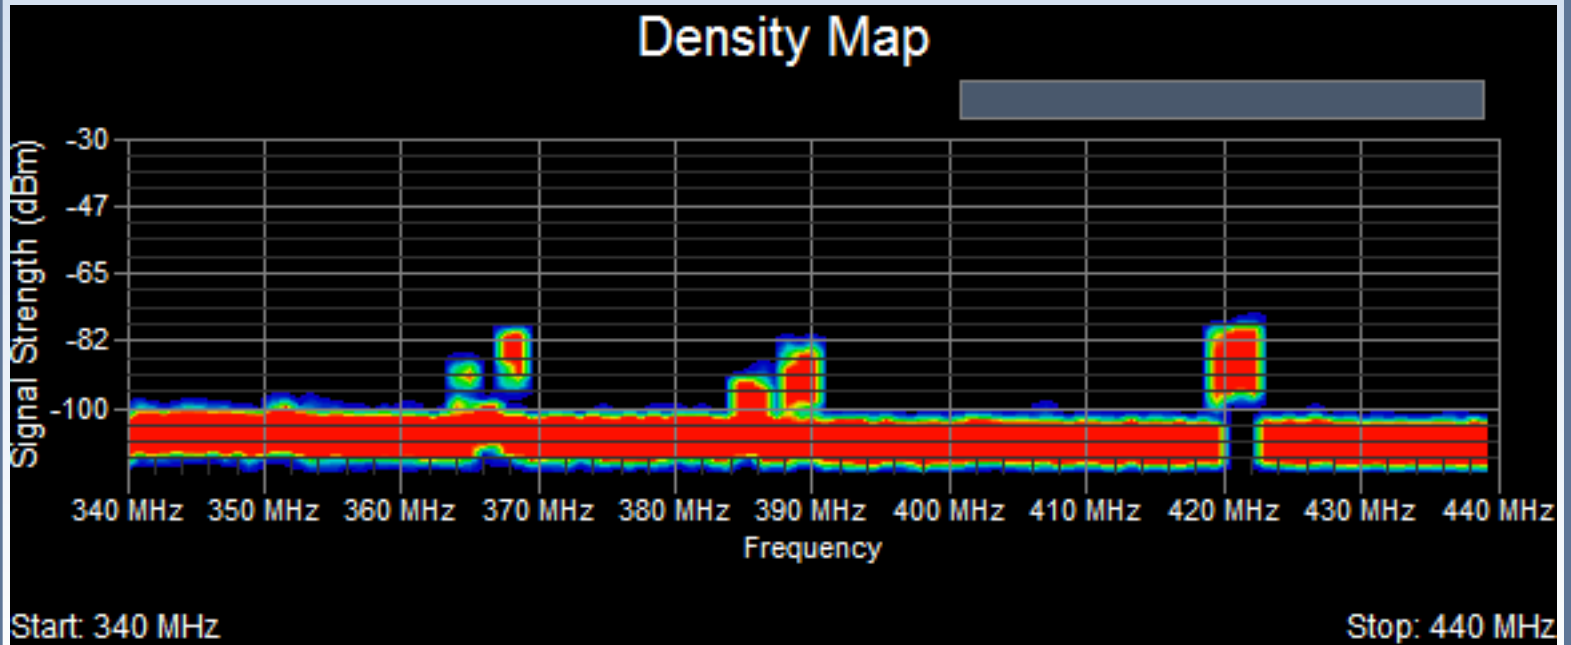 Density Map
Signal Strength (dBm)
-30
-47
-65
-82
-100
340 MHz 350 MHz 360 MHz 370 MHz 380 MHz 390 MHz 400 MHz 410 MHz 420 MHz 430 MHz 440 MHz
Frequency
Start: 340 MHz Stop: 440 MHz